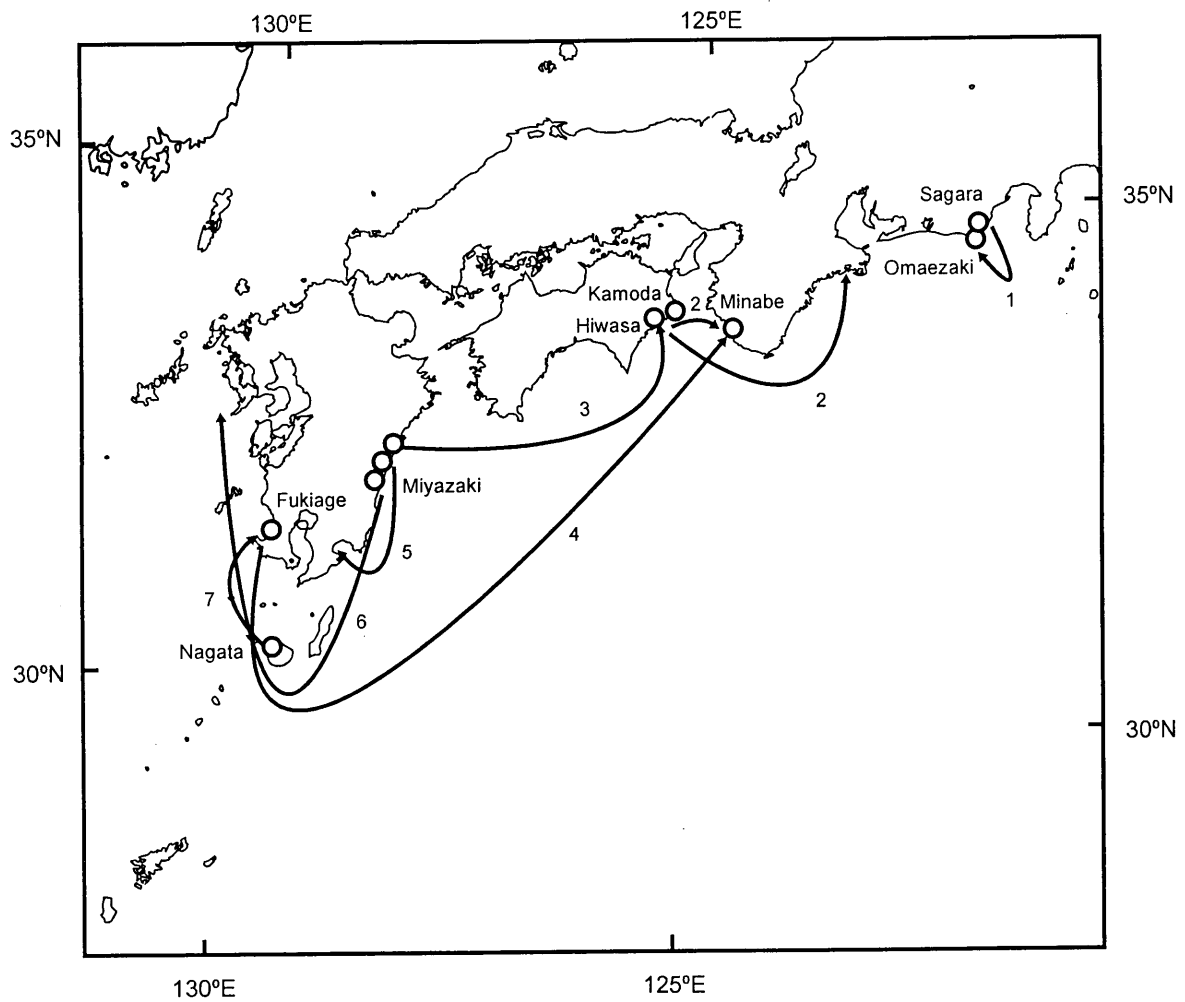 130ºE
125ºE
35ºN
35ºN
Sagara
Omaezaki
1
Kamoda
2
Minabe
Hiwasa
2
3
Miyazaki
4
Fukiage
5
7
6
Nagata
30ºN
30ºN
130ºE
125ºE